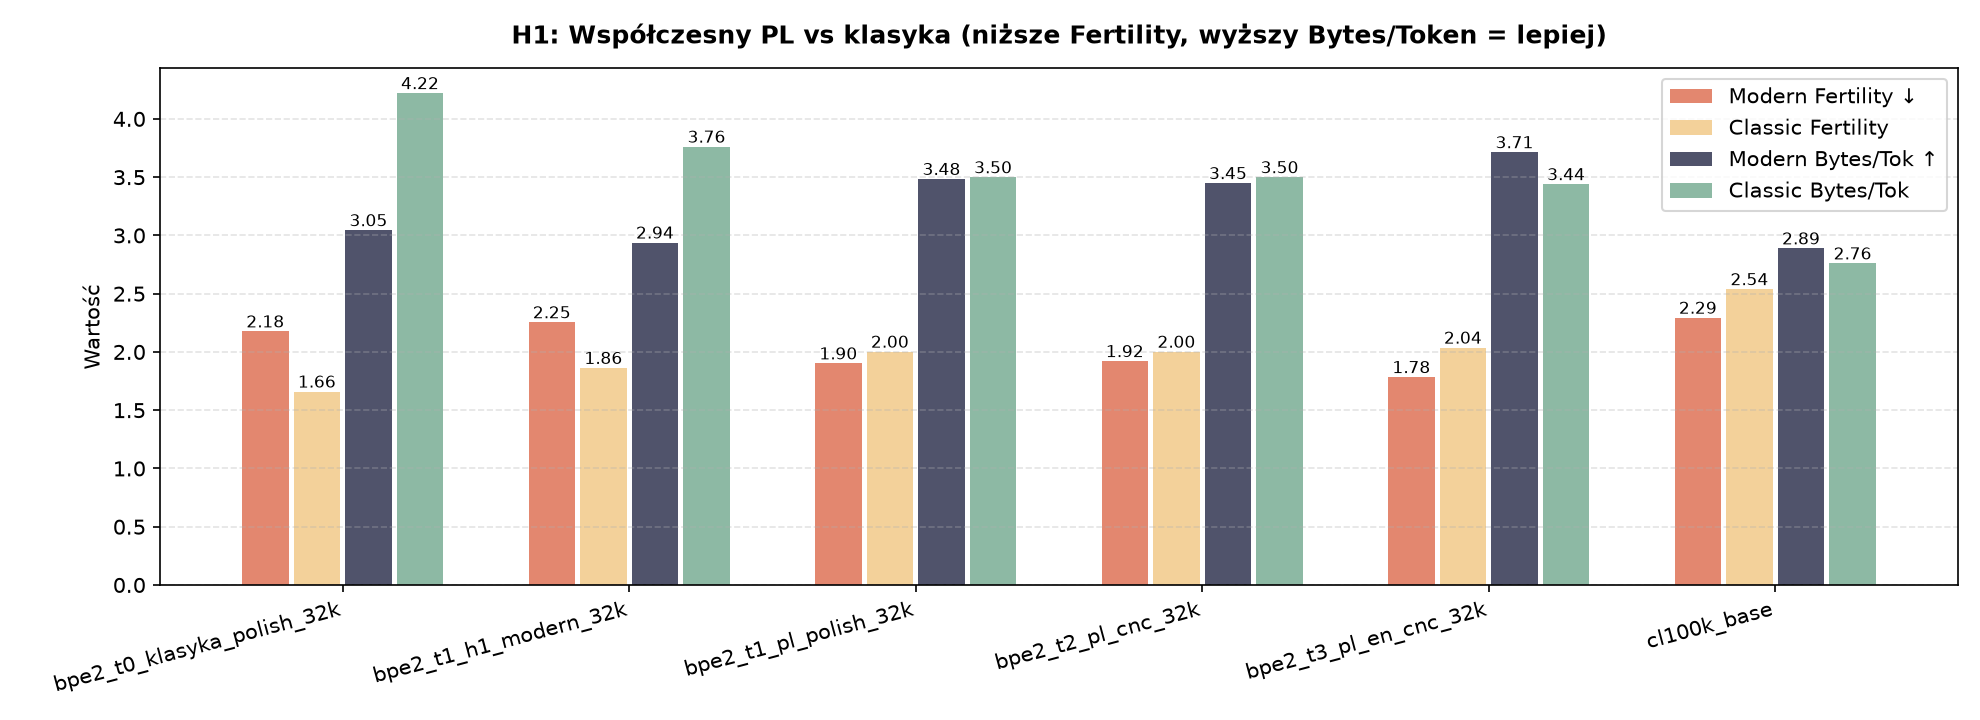 H1: Współczesny PL vs klasyka (niższe Fertility, wyższy Bytes/Token = lepiej)
Modern Fertility ↓
Classic Fertility
Modern Bytes/Tok ↑
Classic Bytes/Tok
Wartość
4.0
3.5
3.0
2.5
2.0
1.5
1.0
0.5
0.0
2.18
1.66
3.05
4.22
2.25
1.86
2.94
3.76
1.90
2.00
3.48
3.50
1.92
2.00
3.45
3.50
1.78
2.04
3.71
3.44
2.29
2.54
2.89
2.76
bpe2_t0_klasyka_polish_32k
bpe2_t1_h1_modern_32k
bpe2_t1_pl_polish_32k
bpe2_t2_pl_cnc_32k
bpe2_t3_pl_en_cnc_32k
cl100k_base